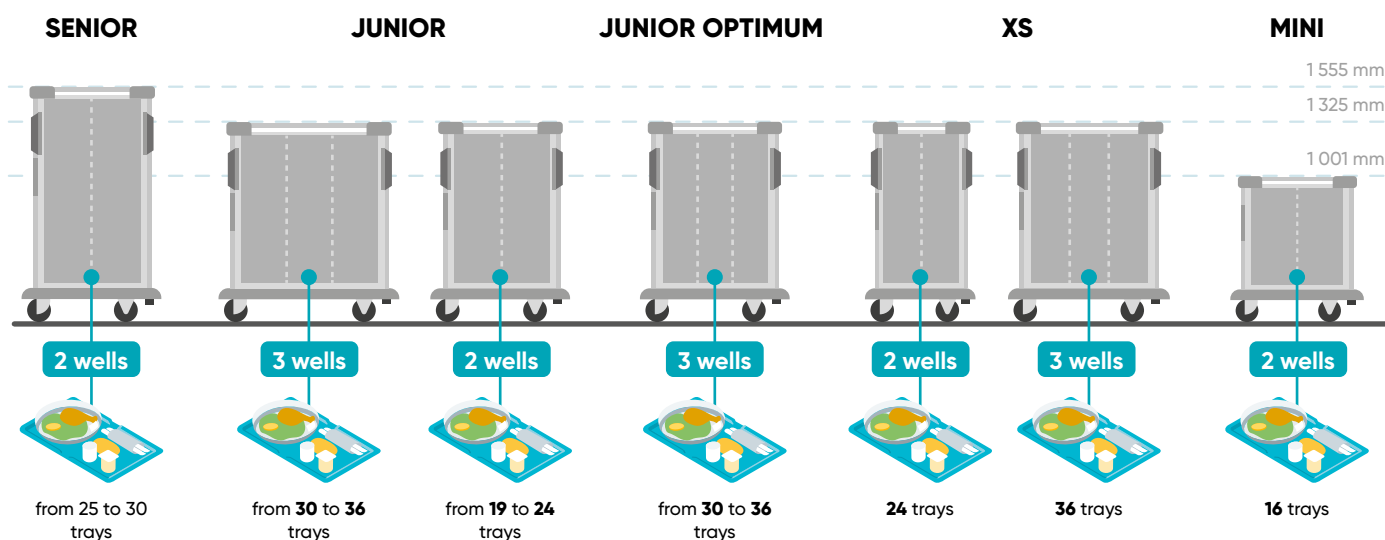 SENIOR
JUNIOR
JUNIOR OPTIMUM
XS
MINI
1 555 mm
1 325 mm
1 001 mm
2 wells
3 wells
2 wells
3 wells
2 wells
3 wells
2 wells
from 25 to 30
trays
from 30 to 36
trays
from 19 to 24
trays
from 30 to 36
trays
24 trays
36 trays
16 trays